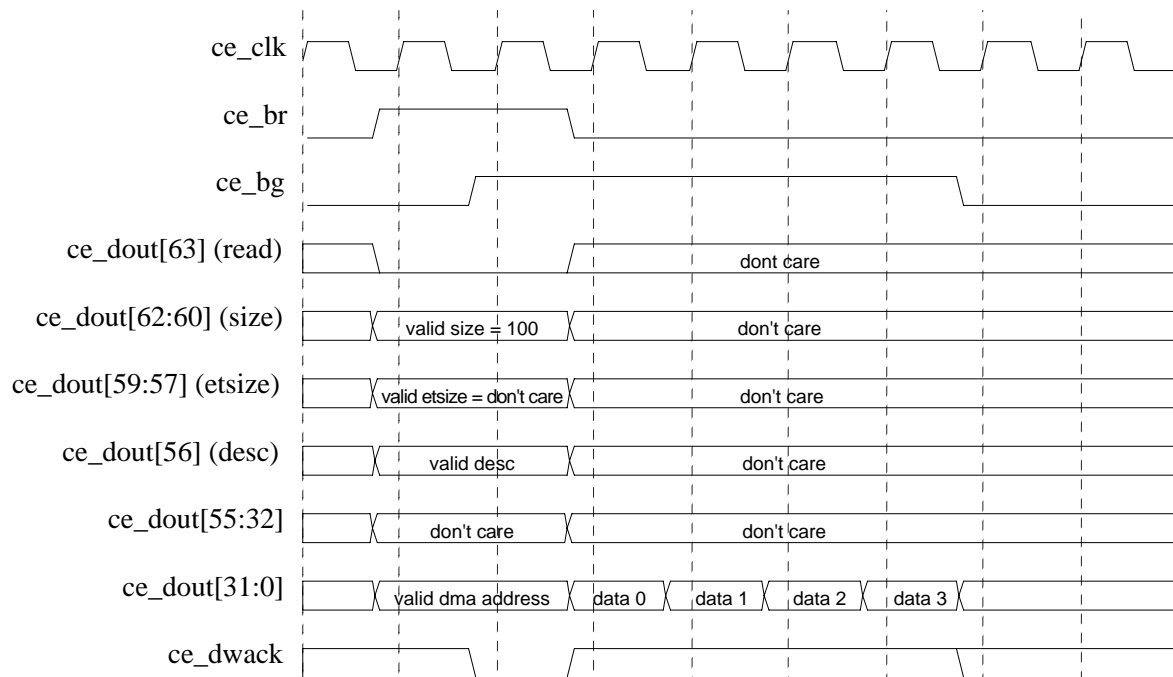 ce_clk
ce_br
ce_bg
ce_dout[63] (read)
dont care
ce_dout[62:60] (size)
valid size = 100
don't care
ce_dout[59:57] (etsize)
valid etsize = don't care
don't care
ce_dout[56] (desc)
valid desc
don't care
ce_dout[55:32]
don't care
don't care
ce_dout[31:0]
valid dma address
data 0
data 1
data 2
data 3
ce_dwack